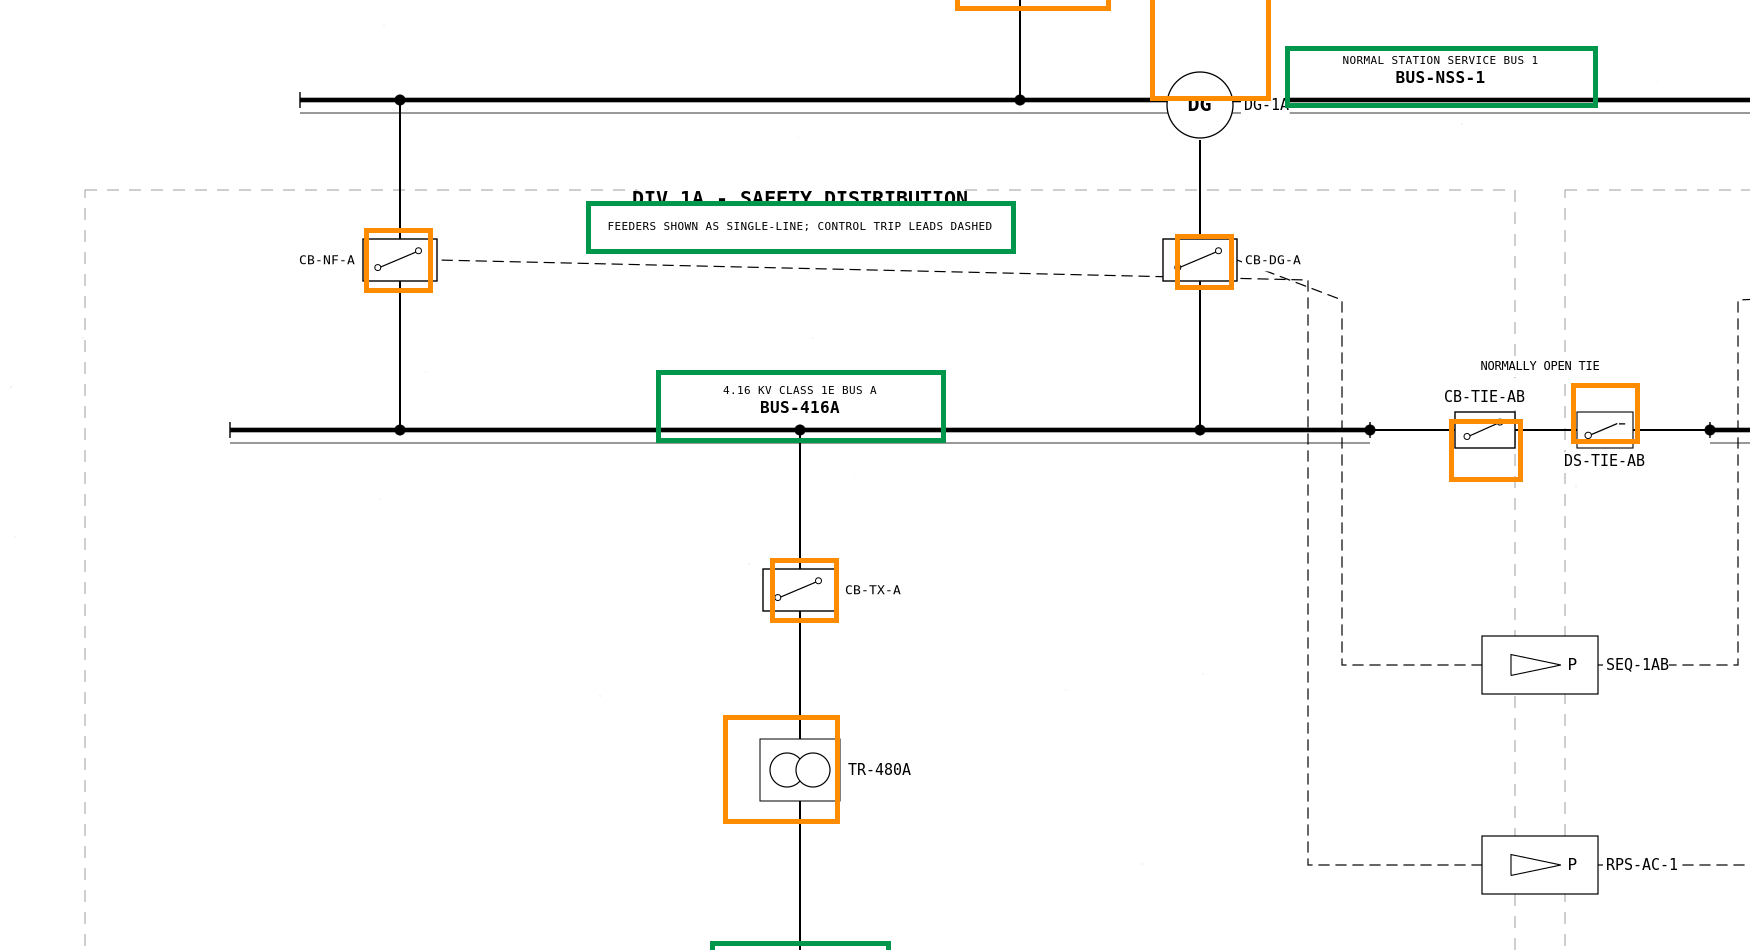 NORMAL STATION SERVICE BUS 1
BUS-NSS-1
DG
DG-1A
DIV 1A - SAFETY DISTRIBUTION
FEEDERS SHOWN AS SINGLE-LINE; CONTROL TRIP LEADS DASHED
CB-NF-A
CB-DG-A
NORMALLY OPEN TIE
4.16 KV CLASS 1E BUS A
BUS-416A
CB-TIE-AB
DS-TIE-AB
CB-TX-A
P
SEQ-1AB
TR-480A
P
RPS-AC-1